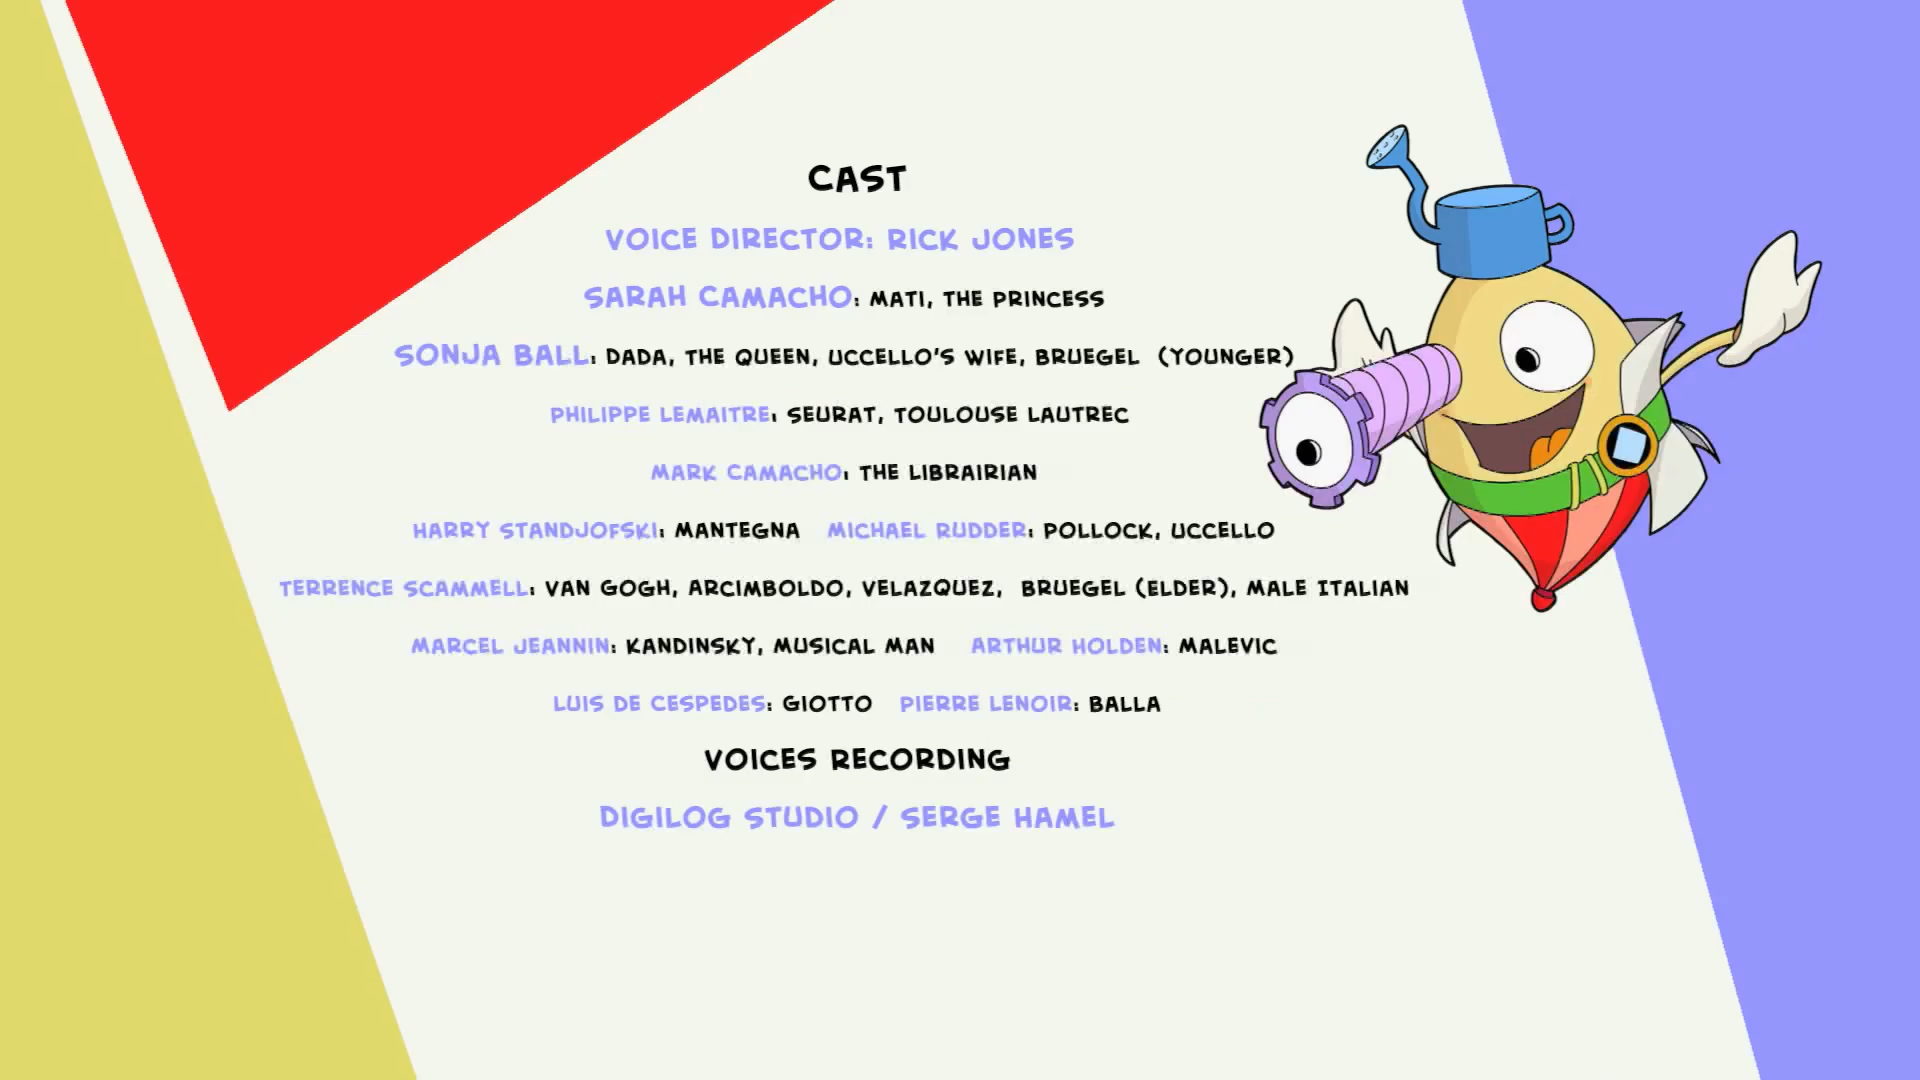 CAST
VOICE DIRECTOR: RICK JONES
SARAH CAMACHO: MATI, THE PRINCESS
SONJA BALL: DADA, THE QUEEN, UCCELLO'S WIFE, BRUEGEL (YOUNGER)
PHILIPPE LEMAITRE: SEURAT, TOULOUSE LAUTREC
MARK CAMACHO: THE LIBRAIRIAN
HARRY STANDJOFSKI: MANTEGNA MICHAEL RUDDER: POLLOCK, UCCELLO
TERRENCE SCAMMELL: VAN GOGH, ARCIMBOLDO, VELAZQUEZ, BRUEGEL (ELDER), MALE ITALIAN
MARCEL JEANNIN: KANDINSKY, MUSICAL MAN ARTHUR HOLDEN: MALEVIC
LUIS DE CESPEDES: GIOTTO PIERRE LENOIR: BALLA
VOICES RECORDING
DIGILOG STUDIO / SERGE HAMEL